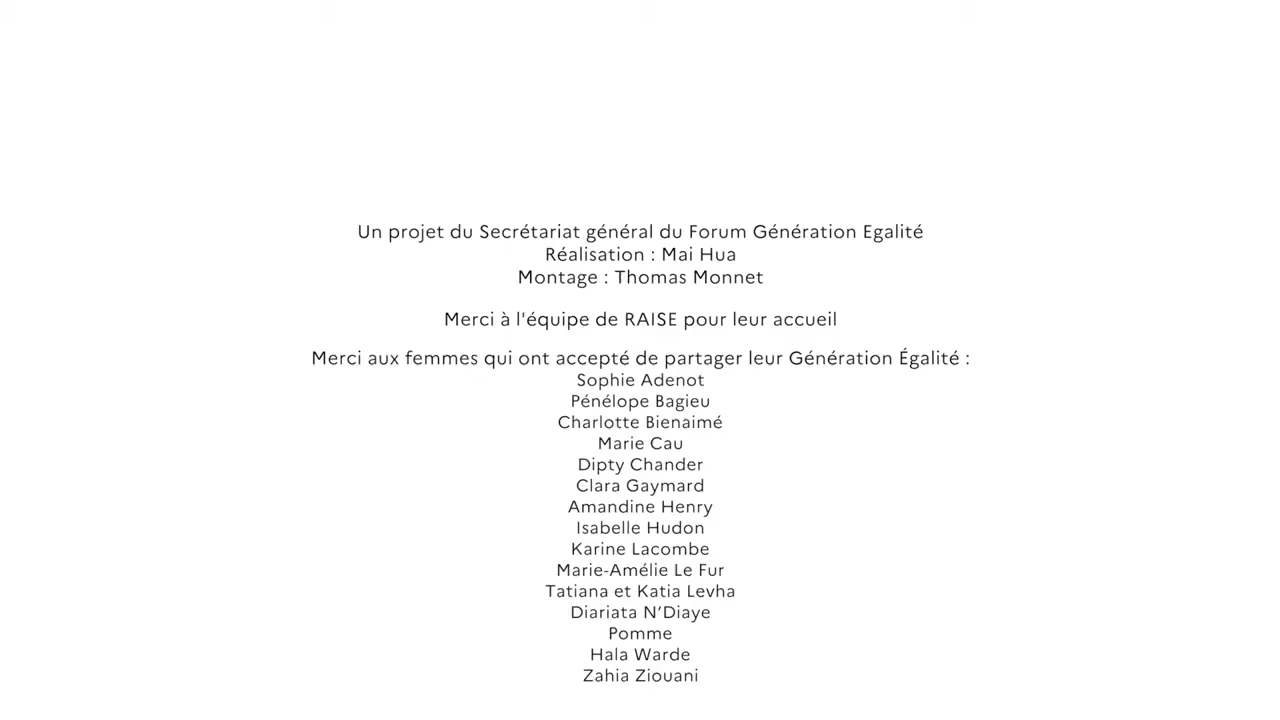 Un projet du Secrétariat général du Forum Génération Egalité
Réalisation : Mai Hua
Montage : Thomas Monnet
Merci à l'équipe de RAISE pour leur accueil
Merci aux femmes qui ont accepté de partager leur Génération Égalité :
Sophie Adenot
Pénélope Bagieu
Charlotte Bienaimé
Marie Cau
Dipty Chander
Clara Gaymard
Amandine Henry
Isabelle Hudon
Karine Lacombe
Marie-Amélie Le Fur
Tatiana et Katia Levha
Diariata N’Diaye
Pomme
Hala Warde
Zahia Ziouani